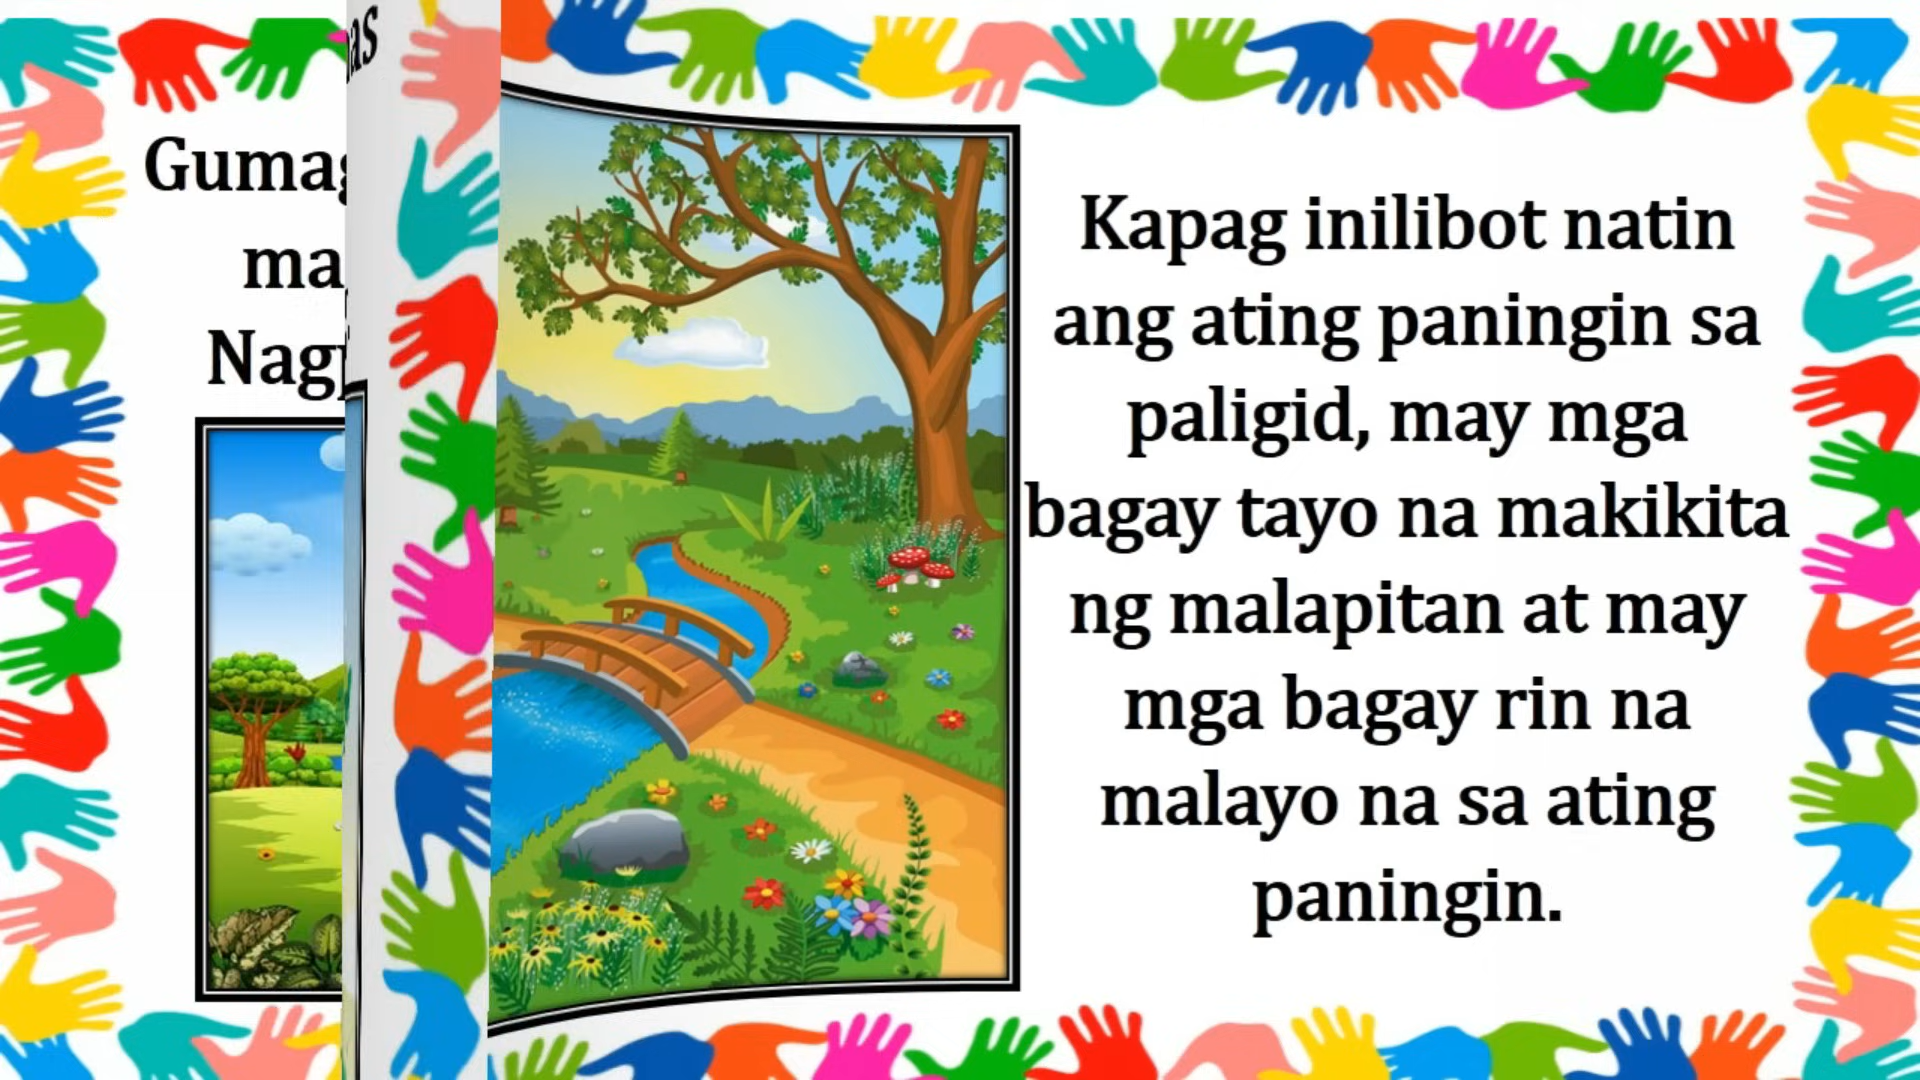 Kapag inilibot natin
ang ating paningin sa
paligid, may mga
bagay tayo na makikita
ng malapitan at may
mga bagay rin na
malayo na sa ating
paningin.